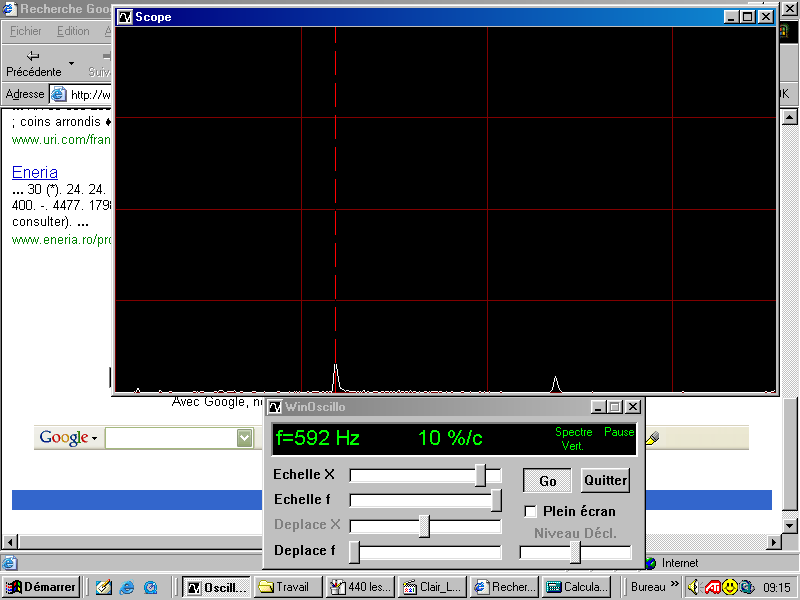 Recherche Goo
Scope
Fichier Edition A
Précédente Suiv
Adresse http://w OK
; coins arrondis
www.uri.com/fran
Eneria
... 30 (*). 24. 24.
400. -. 4477. 179
consulter). ...
www.eneria.ro/pro
Avec Google, n
WinOscillo
Google
f=592 Hz 10 %/c Spectre Vert. Pause
Echelle X
Go Quitter
Echelle f
Plein écran
Deplace X
Niveau Décl.
Deplace f
Internet
Démarrer Oscill... Travail 440 les... Clair_L... Recher... Calcula... Bureau » 09:15